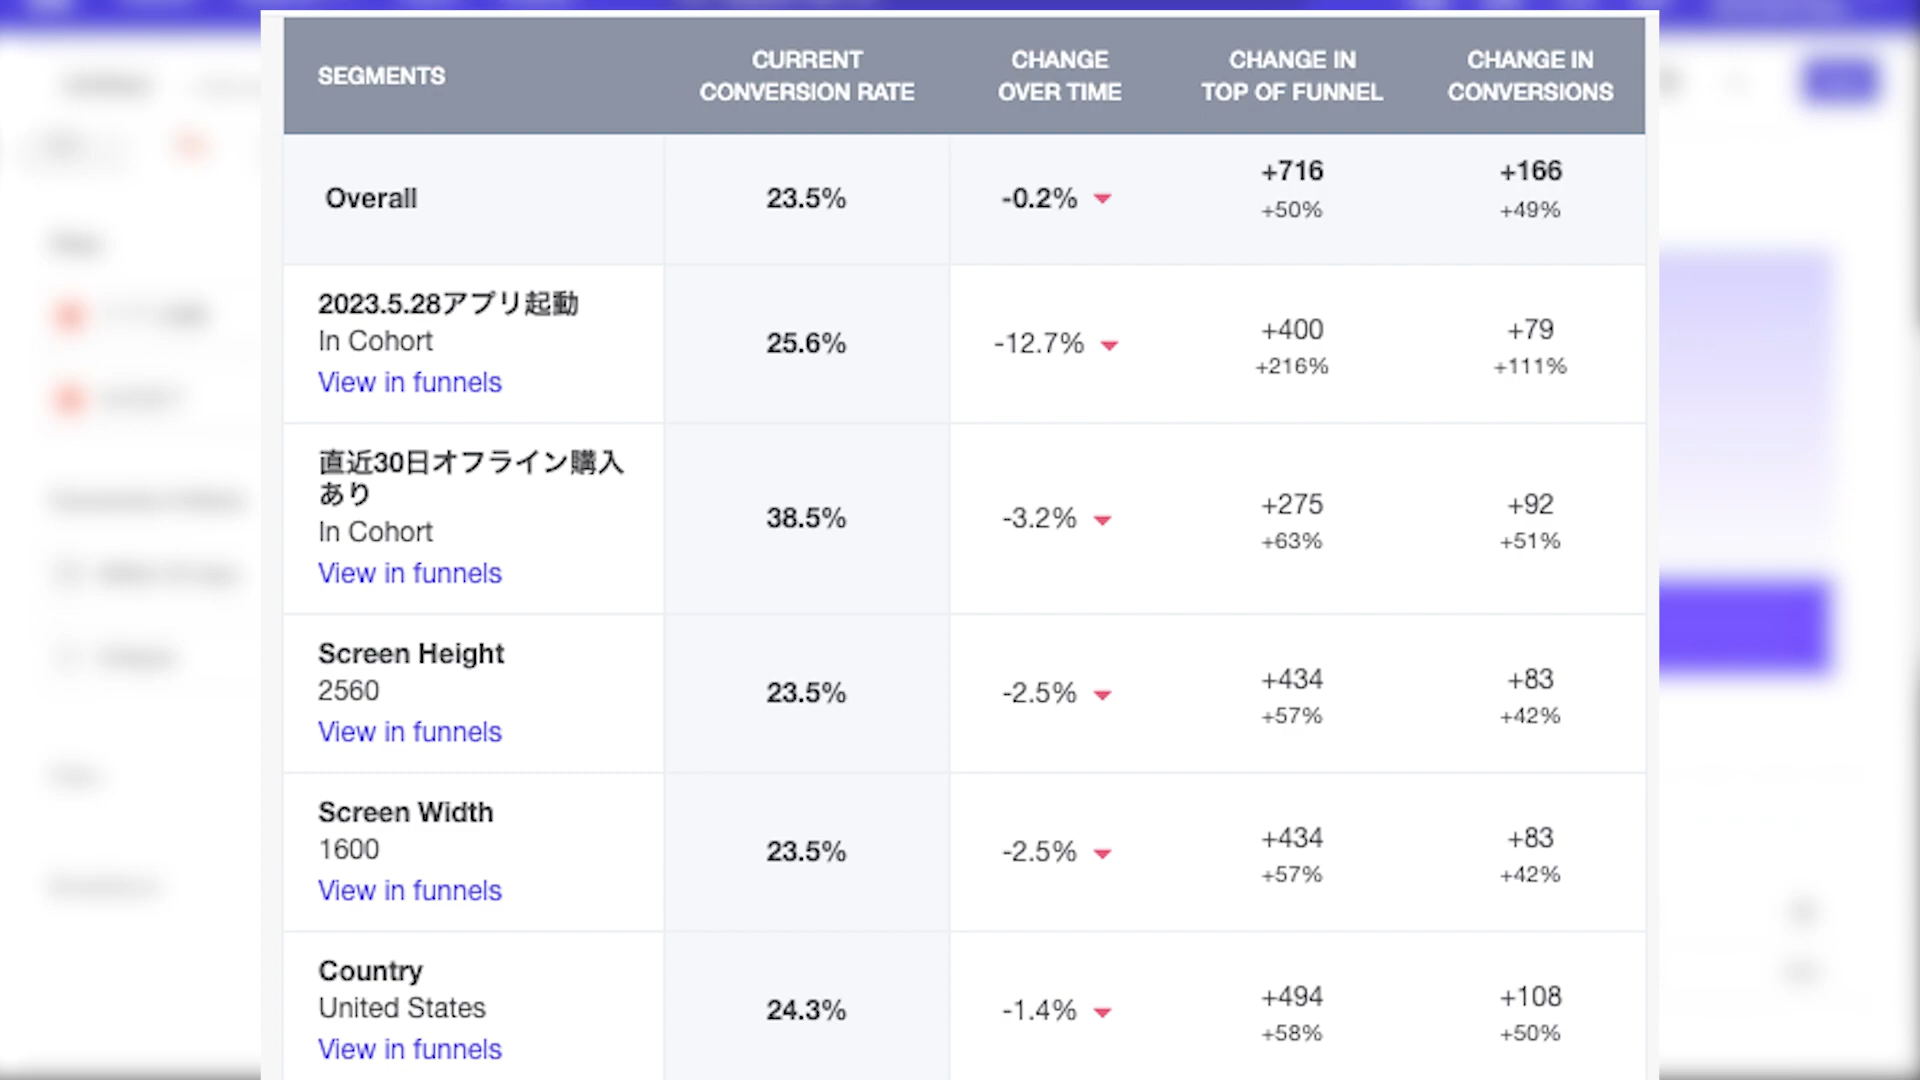 SEGMENTS
CURRENT
CONVERSION RATE
CHANGE
OVER TIME
CHANGE IN
TOP OF FUNNEL
CHANGE IN
CONVERSIONS
Overall
23.5%
-0.2%
+716
+50%
+166
+49%
2023.5.28アプリ起動
In Cohort
View in funnels
25.6%
-12.7%
+400
+216%
+79
+111%
直近30日オフライン購入
あり
In Cohort
View in funnels
38.5%
-3.2%
+275
+63%
+92
+51%
Screen Height
2560
View in funnels
23.5%
-2.5%
+434
+57%
+83
+42%
Screen Width
1600
View in funnels
23.5%
-2.5%
+434
+57%
+83
+42%
Country
United States
View in funnels
24.3%
-1.4%
+494
+58%
+108
+50%